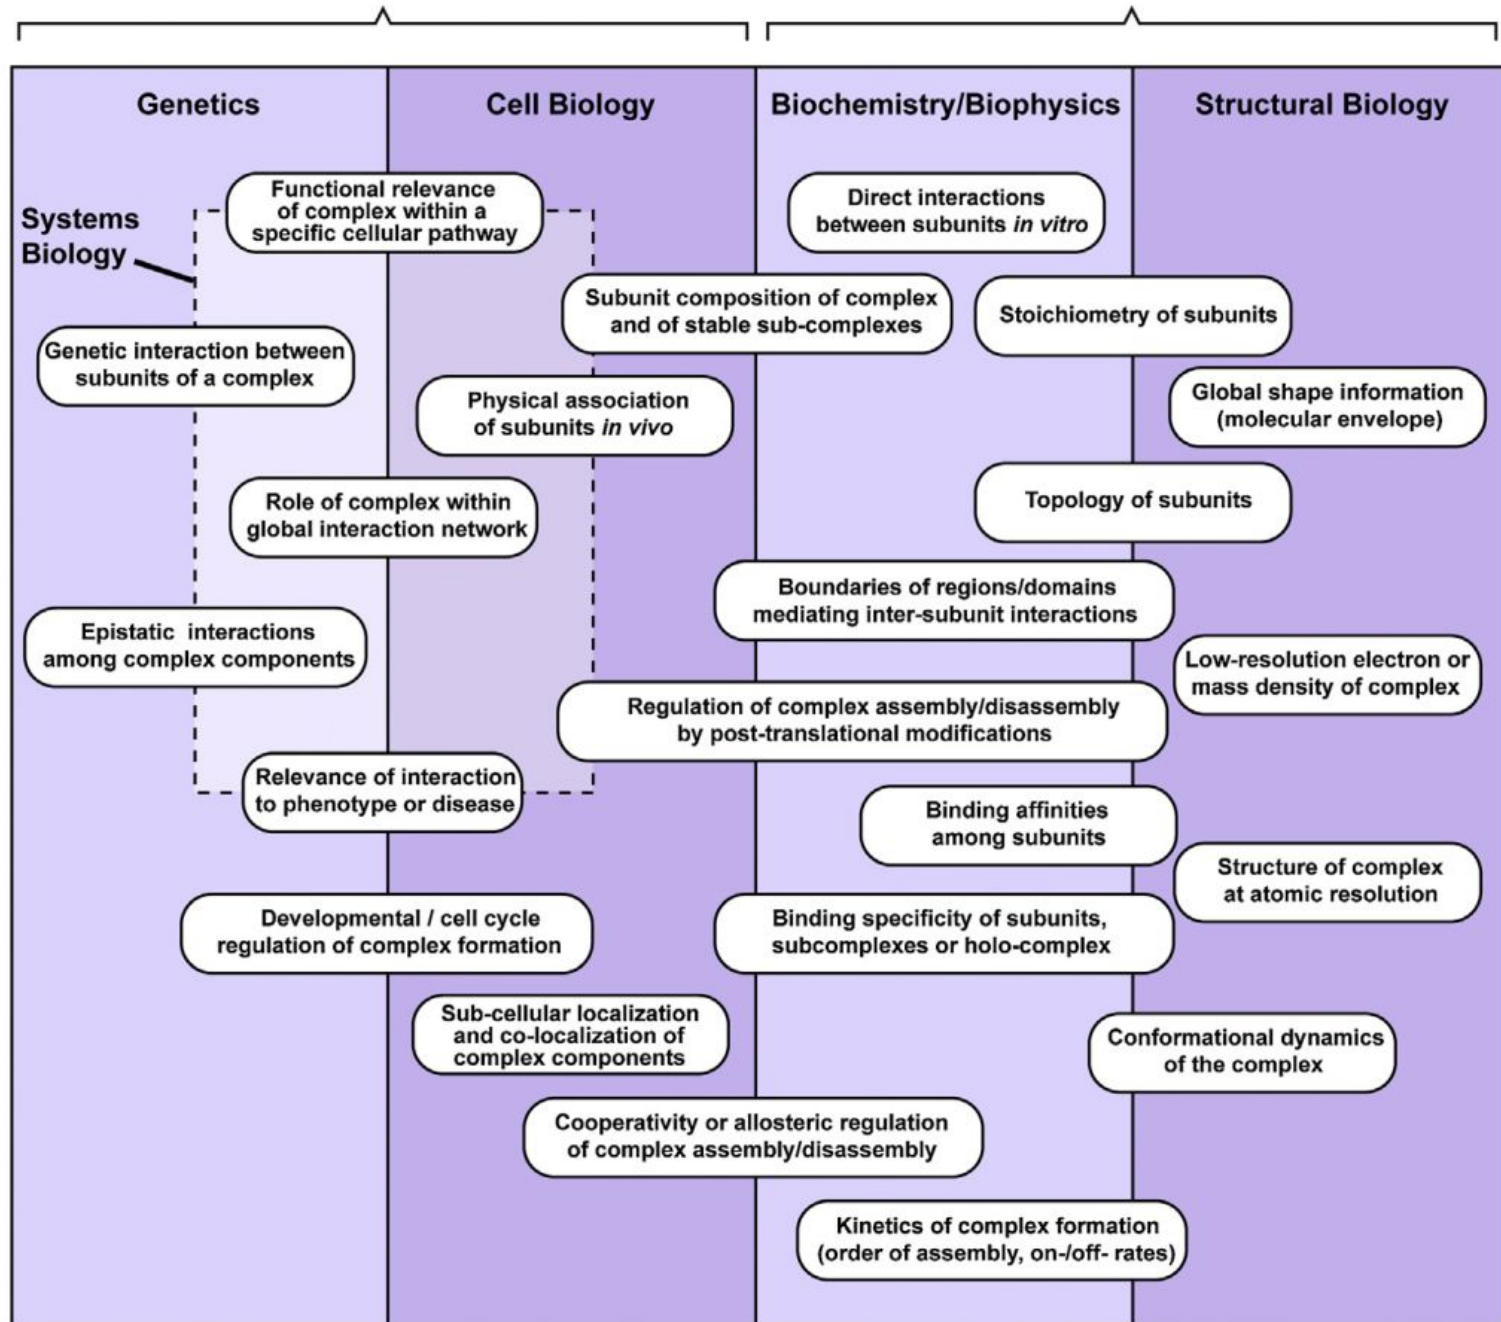 Genetics
Cell Biology
Biochemistry/Biophysics
Structural Biology
Systems
Biology
Functional relevance
of complex within a
specific cellular pathway
Direct interactions
between subunits in vitro
Subunit composition of complex
and of stable sub-complexes
Stoichiometry of subunits
Genetic interaction between
subunits of a complex
Physical association
of subunits in vivo
Global shape information
(molecular envelope)
Role of complex within
global interaction network
Topology of subunits
Boundaries of regions/domains
mediating inter-subunit interactions
Epistatic interactions
among complex components
Low-resolution electron or
mass density of complex
Regulation of complex assembly/disassembly
by post-translational modifications
Relevance of interaction
to phenotype or disease
Binding affinities
among subunits
Structure of complex
at atomic resolution
Developmental / cell cycle
regulation of complex formation
Binding specificity of subunits,
subcomplexes or holo-complex
Sub-cellular localization
and co-localization of
complex components
Conformational dynamics
of the complex
Cooperativity or allosteric regulation
of complex assembly/disassembly
Kinetics of complex formation
(order of assembly, on-/off- rates)